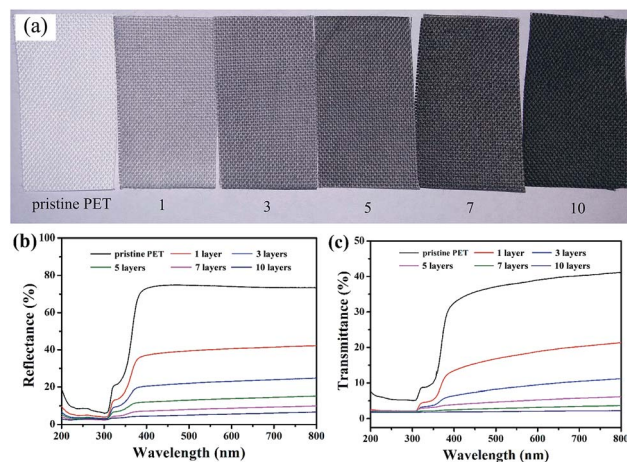 (a)
pristine PET 1 3 5 7 10
(b)
100
80
60
40
20
0
Reflectance (%)
pristine PET 1 layer 3 layers
5 layers 7 layers 10 layers
200 300 400 500 600 700 800
Wavelength (nm)
(c)
50
40
30
20
10
0
Transmittance (%)
pristine PET 1 layer 3 layers
5 layers 7 layers 10 layers
200 300 400 500 600 700 800
Wavelength (nm)